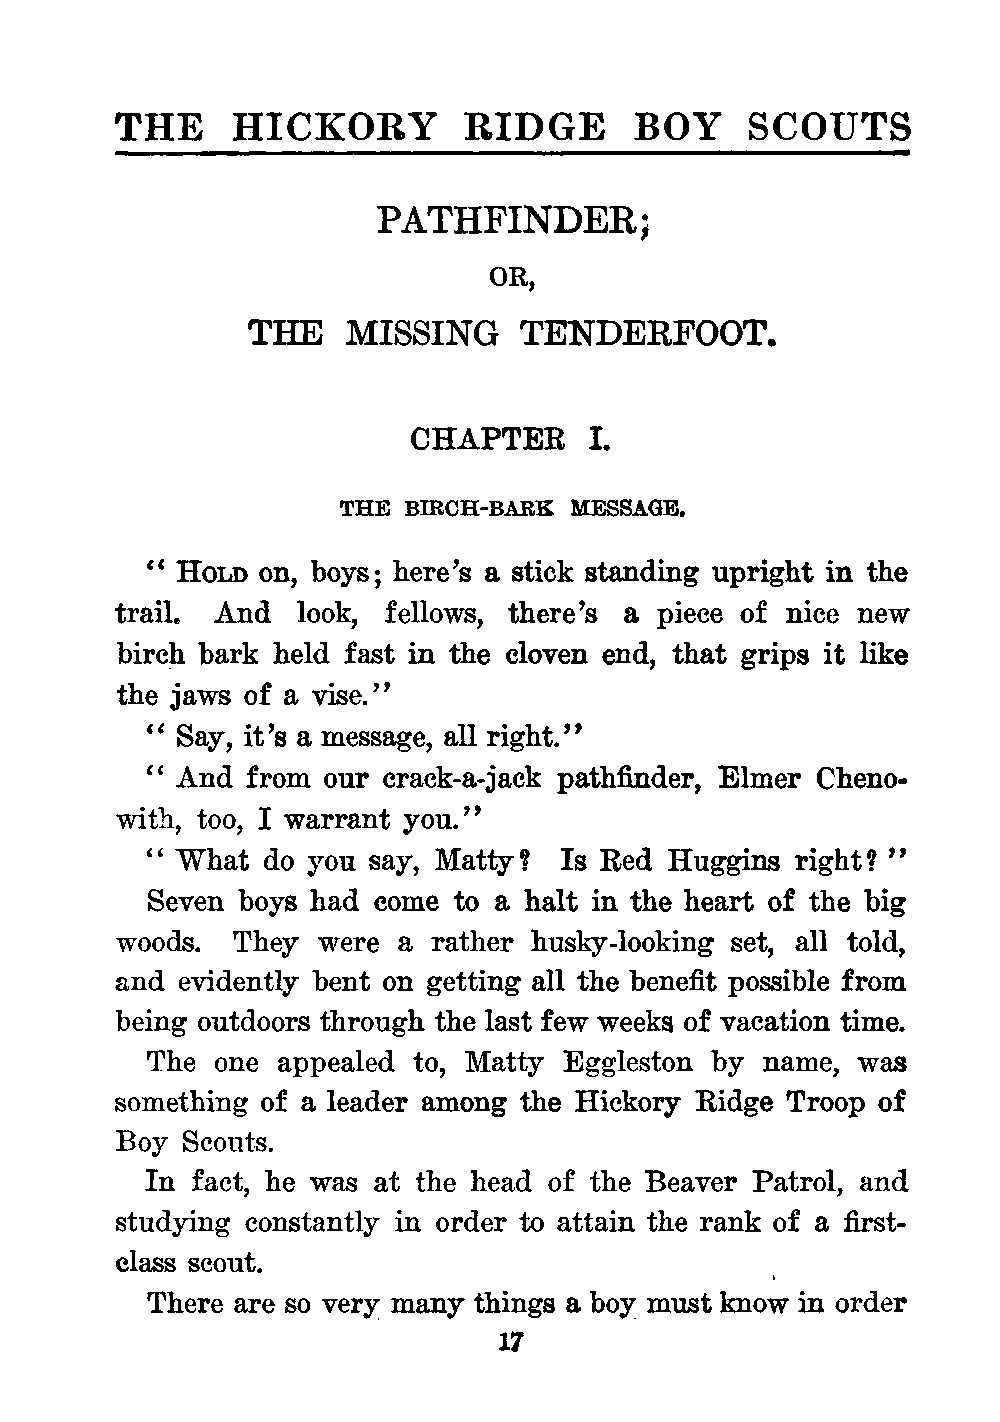 THE HICKORY RIDGE BOY SCOUTS
PATHFINDER;
OR,
THE MISSING TENDERFOOT.
CHAPTER I.
THE BIRCH-BARK MESSAGE.
“ HOLD on, boys; here’s a stick standing upright in the
trail. And look, fellows, there’s a piece of nice new
birch bark held fast in the cloven end, that grips it like
the jaws of a vise.”
“ Say, it’s a message, all right.”
“ And from our crack-a-jack pathfinder, Elmer Cheno-
with, too, I warrant you.”
“ What do you say, Matty? Is Red Huggins right? ”
Seven boys had come to a halt in the heart of the big
woods. They were a rather husky-looking set, all told,
and evidently bent on getting all the benefit possible from
being outdoors through the last few weeks of vacation time.
The one appealed to, Matty Eggleston by name, was
something of a leader among the Hickory Ridge Troop of
Boy Scouts.
In fact, he was at the head of the Beaver Patrol, and
studying constantly in order to attain the rank of a first-
class scout.
There are so very many things a boy must know in order
17